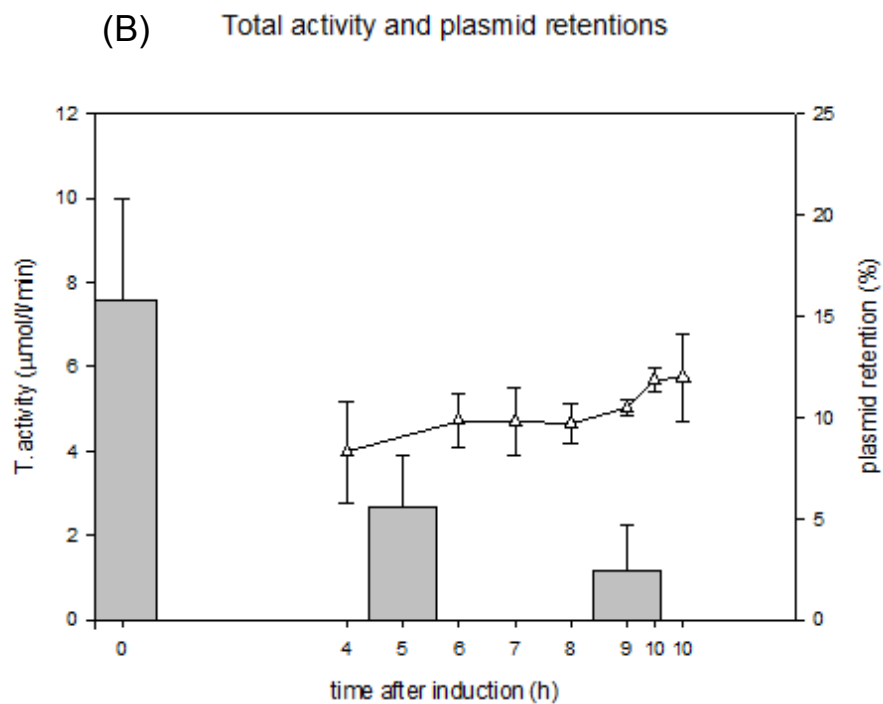 (B) Total activity and plasmid retentions
12 25
10 20
8 15
6 10
4 5
2 0
0
T. activity (µmol/l/min)
plasmid retention (%)
0 4 5 6 7 8 9 10 10
time after induction (h)